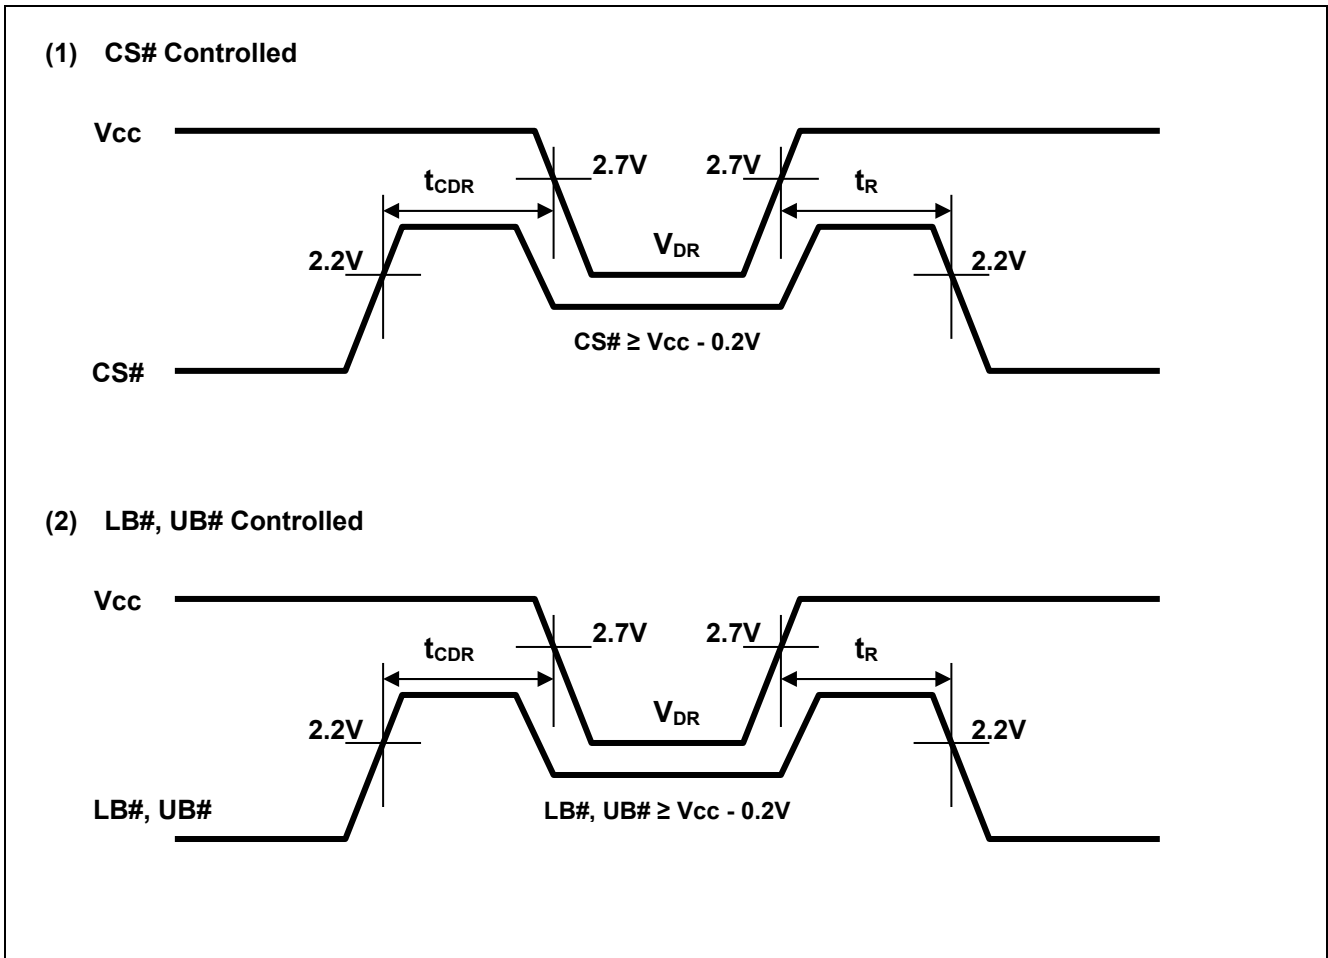 (1) CS# Controlled
Vcc
2.7V
2.7V
tCDR
tR
2.2V
VDR
2.2V
CS# ≥ Vcc - 0.2V
CS#
(2) LB#, UB# Controlled
Vcc
2.7V
2.7V
tCDR
tR
2.2V
VDR
2.2V
LB#, UB#
LB#, UB# ≥ Vcc - 0.2V